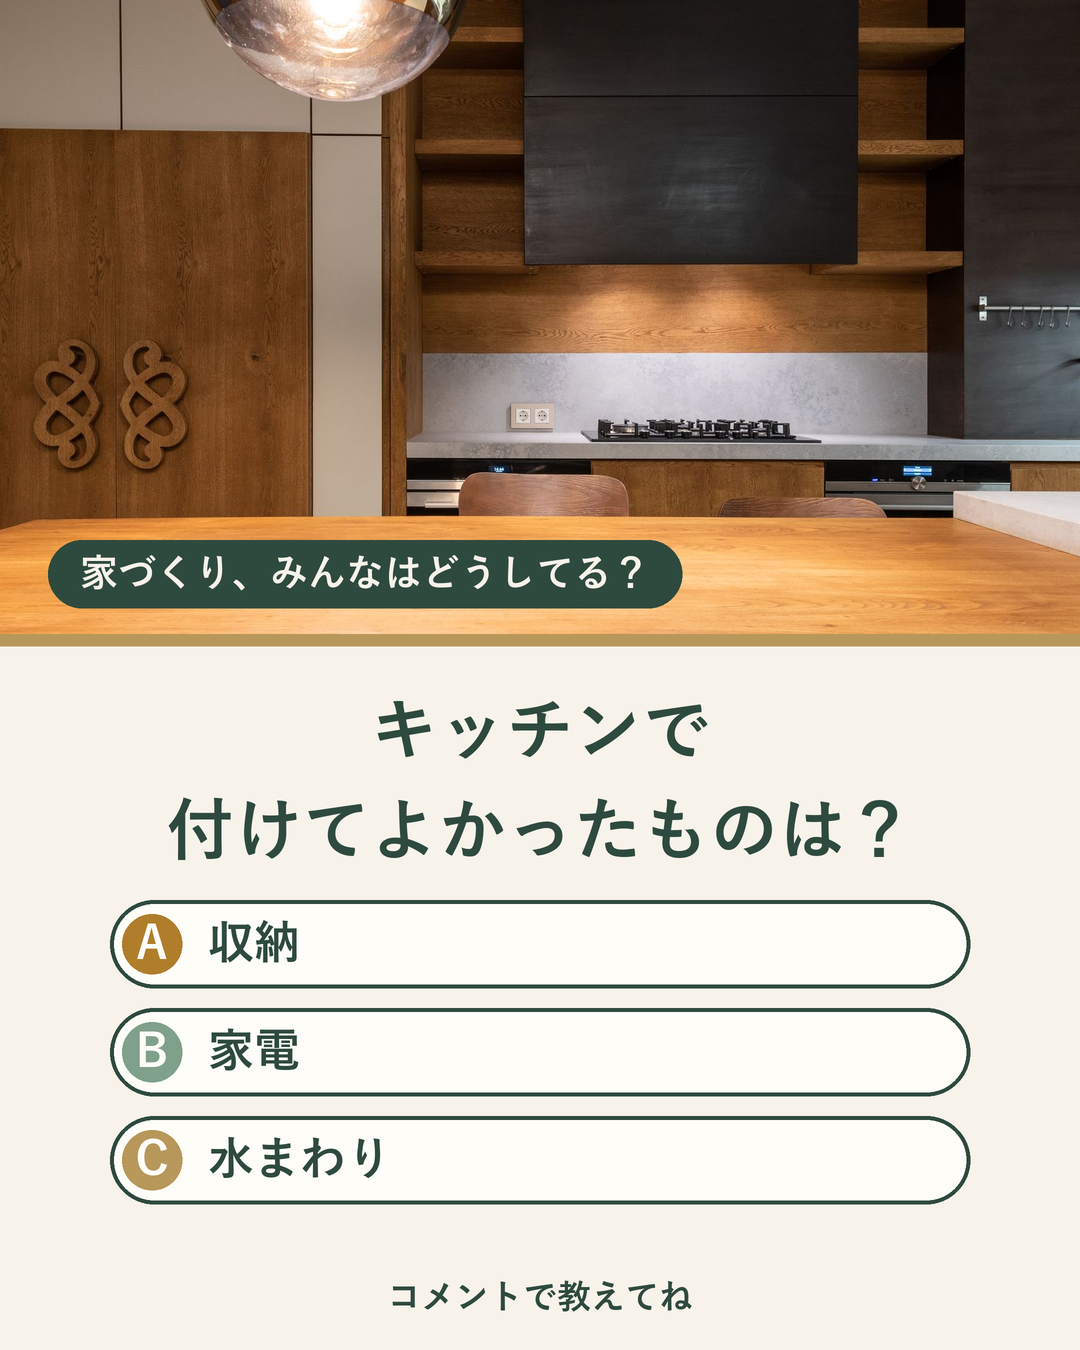 家づくり、みんなはどうしてる？
キッチンで
付けてよかったものは？
A 収納
B 家電
C 水まわり
コメントで教えてね